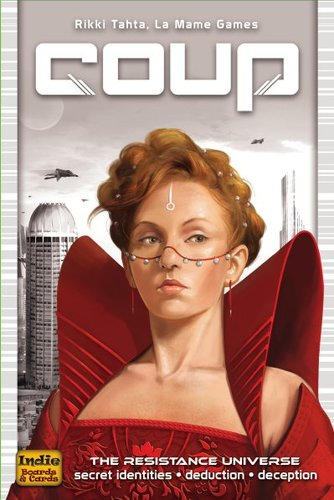 Rikki Tahta, La Mame Games
coup
THE RESISTANCE UNIVERSE
secret identities • deduction • deception
Indie
Boards
& Cards